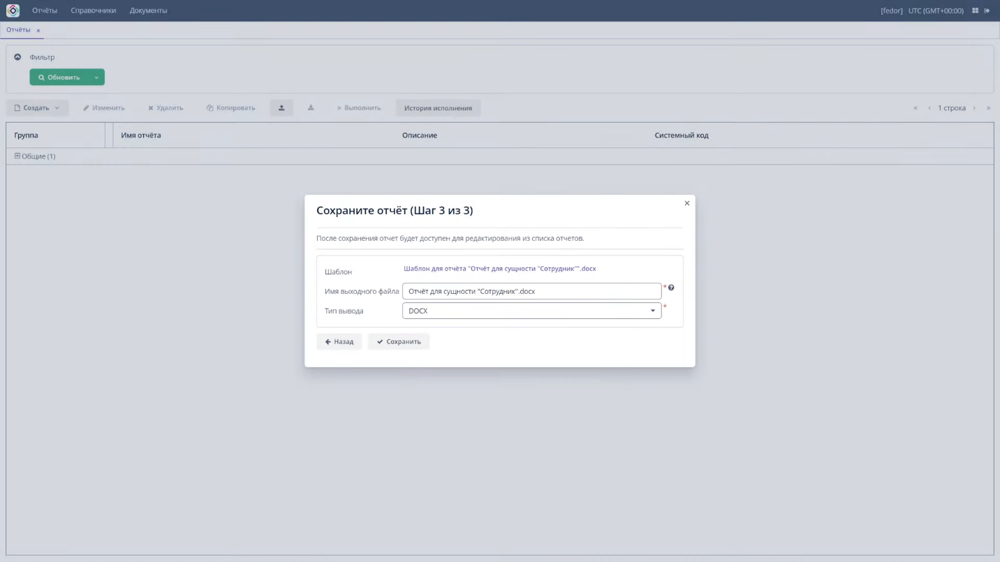 Отчёты Справочники Документы [fedor] UTC (GMT+00:00)
Отчёты ×
Фильтр
Обновить
Создать Изменить Удалить Копировать » Выполнить История исполнения « ‹ 1 строка › »
Группа Имя отчёта Описание Системный код
Общие (1)
Сохраните отчёт (Шаг 3 из 3)
После сохранения отчет будет доступен для редактирования из списка отчетов.
Шаблон Шаблон для отчёта "Отчёт для сущности "Сотрудник"".docx
Имя выходного файла Отчёт для сущности "Сотрудник".docx *
Тип вывода DOCX *
Назад Сохранить